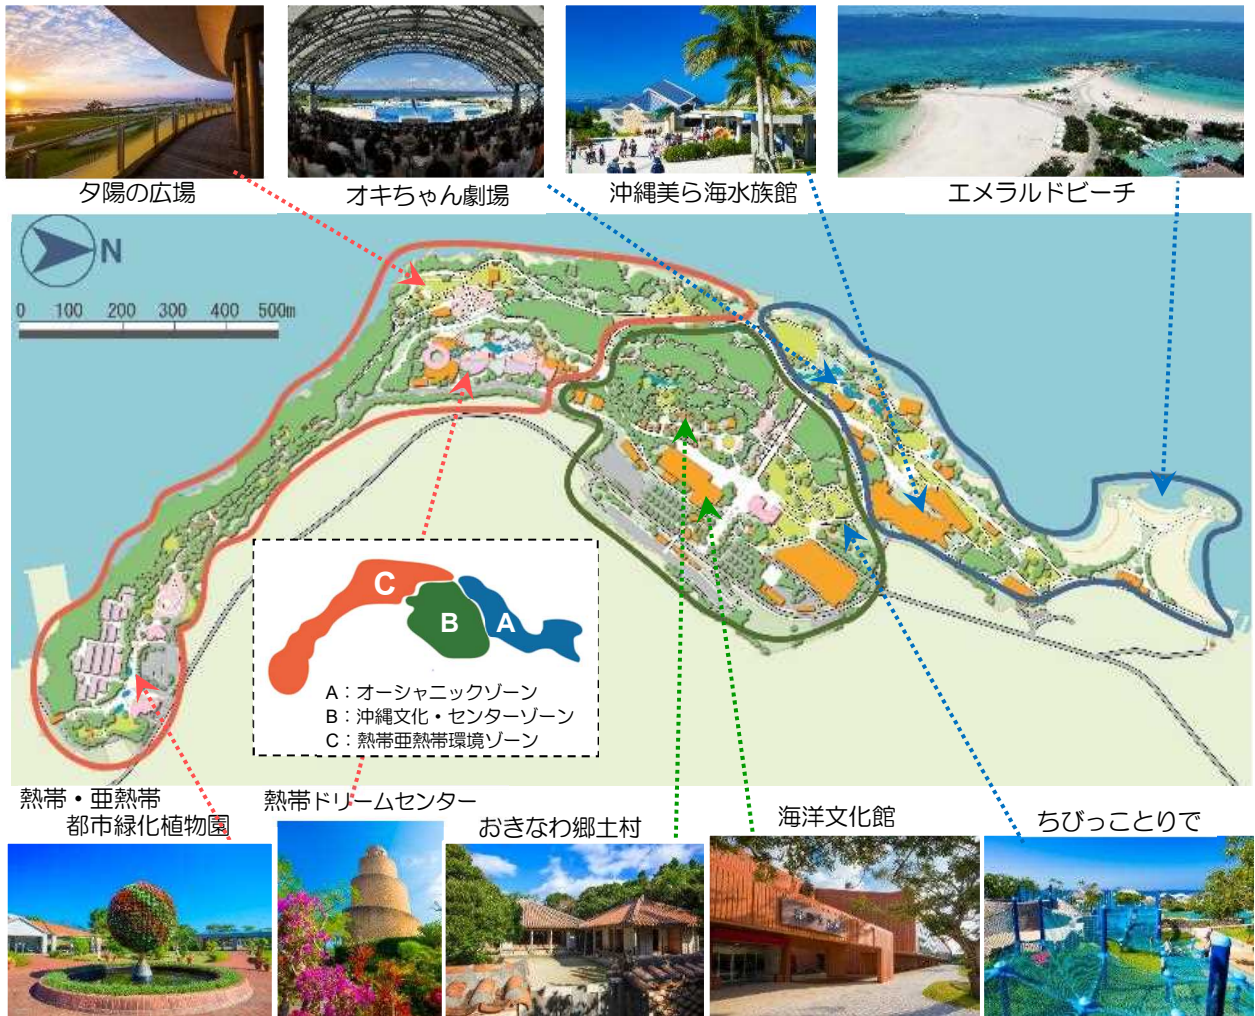 夕陽の広場
オキちゃん劇場
沖縄美ら海水族館
エメラルドビーチ
N
0 100 200 300 400 500m
C
B
A
A：オーシャニックゾーン
B：沖縄文化・センターゾーン
C：熱帯亜熱帯環境ゾーン
熱帯・亜熱帯
都市緑化植物園
熱帯ドリームセンター
おきなわ郷土村
海洋文化館
ちびっことりで